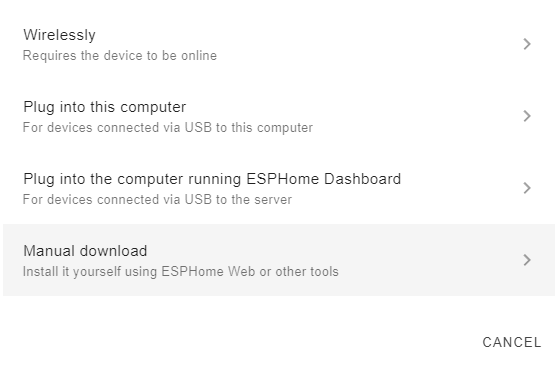 Wirelessly
Requires the device to be online
Plug into this computer
For devices connected via USB to this computer
Plug into the computer running ESPHome Dashboard
For devices connected via USB to the server
Manual download
Install it yourself using ESPHome Web or other tools
CANCEL